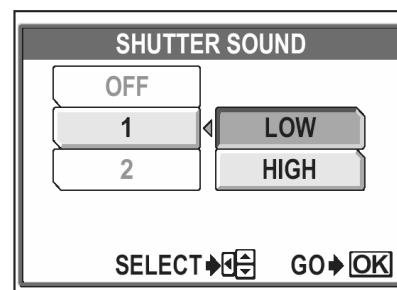 SHUTTER SOUND
OFF
1 LOW
2 HIGH
SELECT GO OK